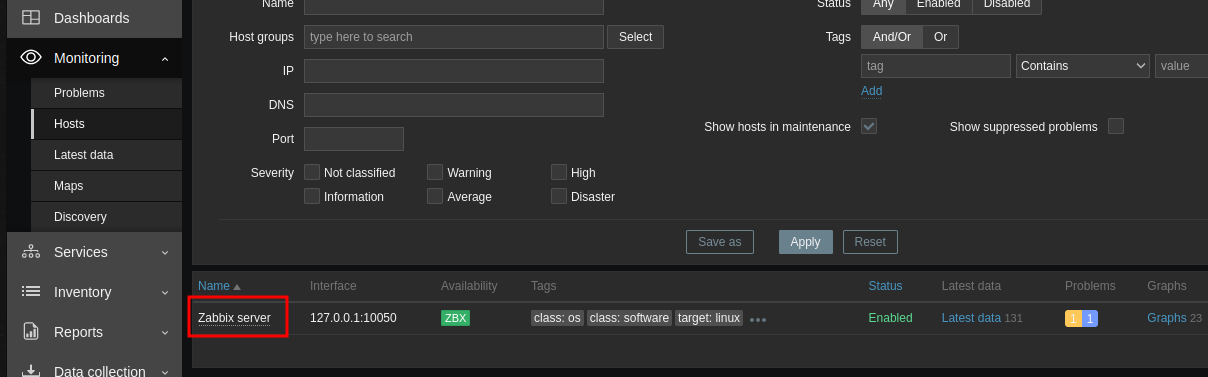 Dashboards
Monitoring
Problems
Hosts
Latest data
Maps
Discovery
Services
Inventory
Reports
Data collection
Name
Host groups type here to search Select
IP
DNS
Port
Severity Not classified Warning High
Information Average Disaster
Status Any Enabled Disabled
Tags And/Or Or
tag Contains value
Add
Show hosts in maintenance Show suppressed problems
Save as Apply Reset
Name Interface Availability Tags Status Latest data Problems Graphs
Zabbix server 127.0.0.1:10050 ZBX class: os class: software target: linux ••• Enabled Latest data 131 1 1 Graphs 23